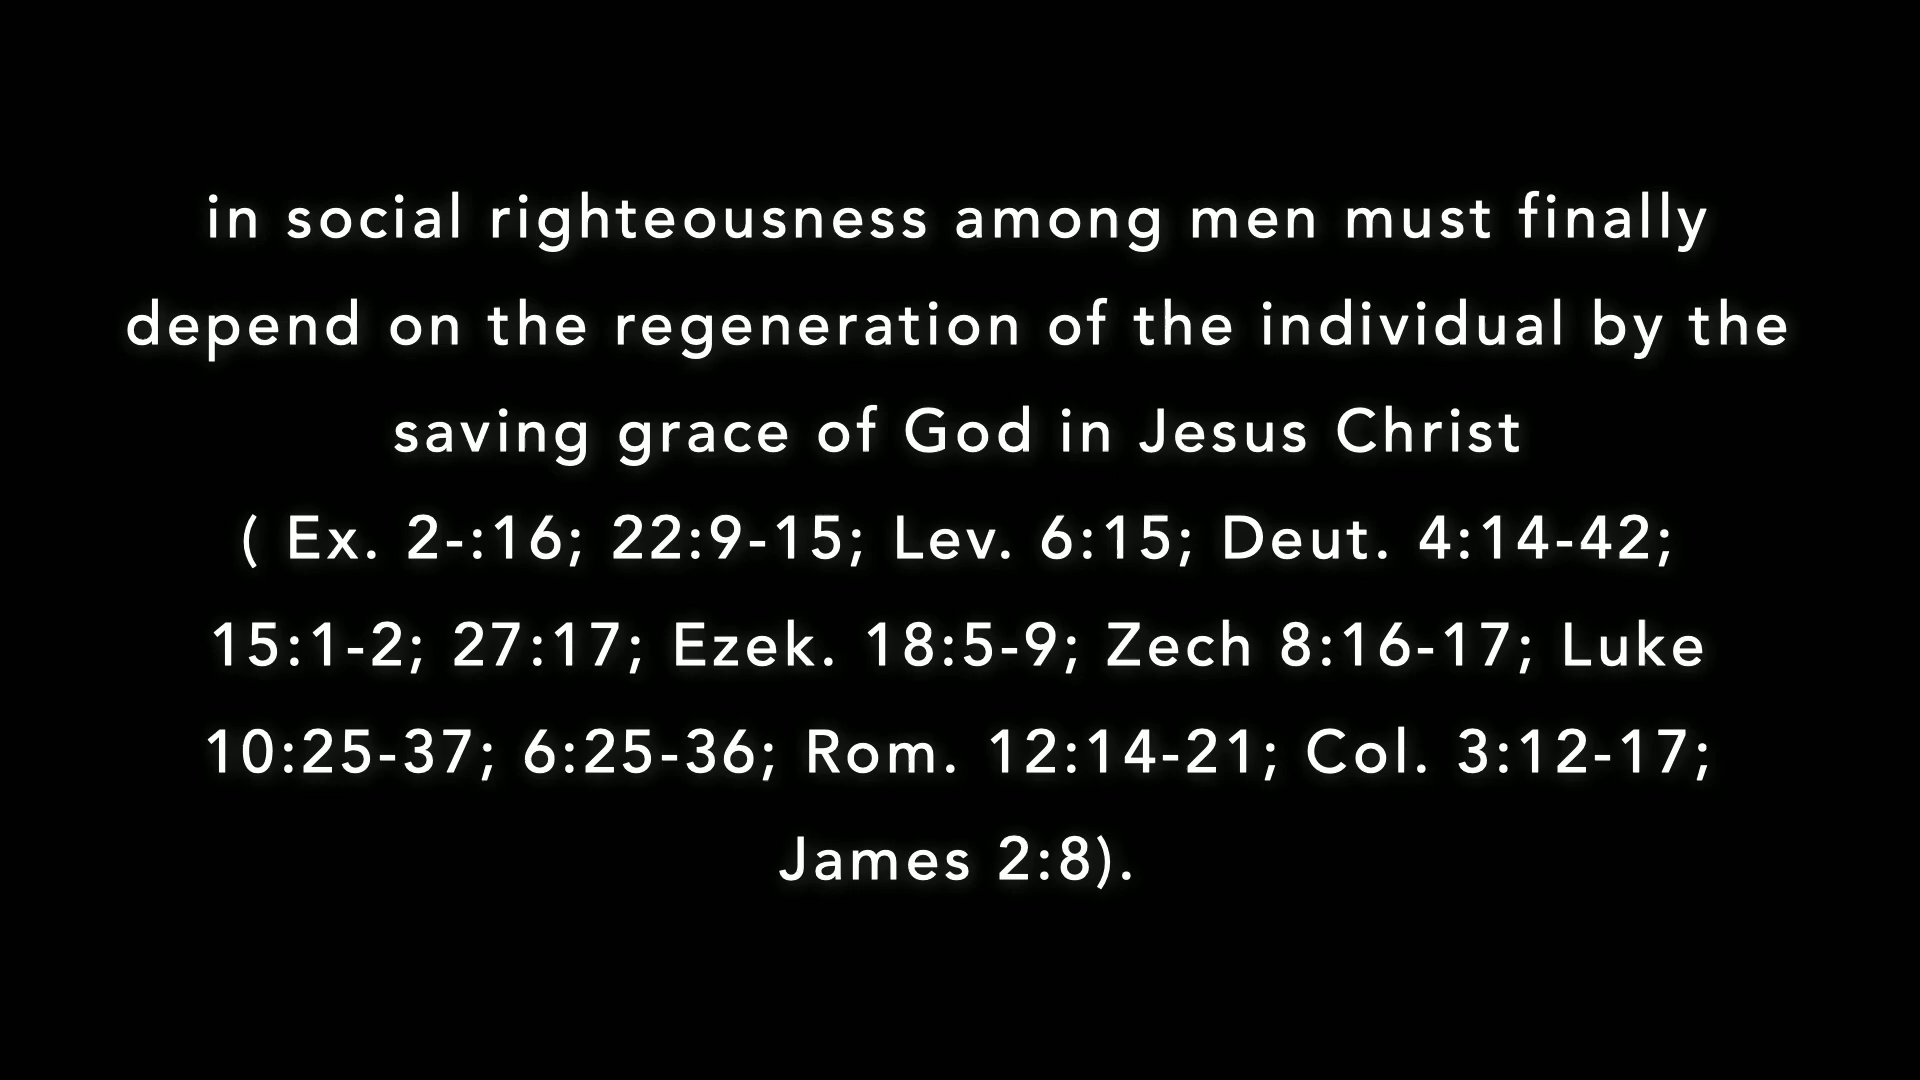 in social righteousness among men must finally
depend on the regeneration of the individual by the
saving grace of God in Jesus Christ
( Ex. 2-:16; 22:9-15; Lev. 6:15; Deut. 4:14-42;
15:1-2; 27:17; Ezek. 18:5-9; Zech 8:16-17; Luke
10:25-37; 6:25-36; Rom. 12:14-21; Col. 3:12-17;
James 2:8).